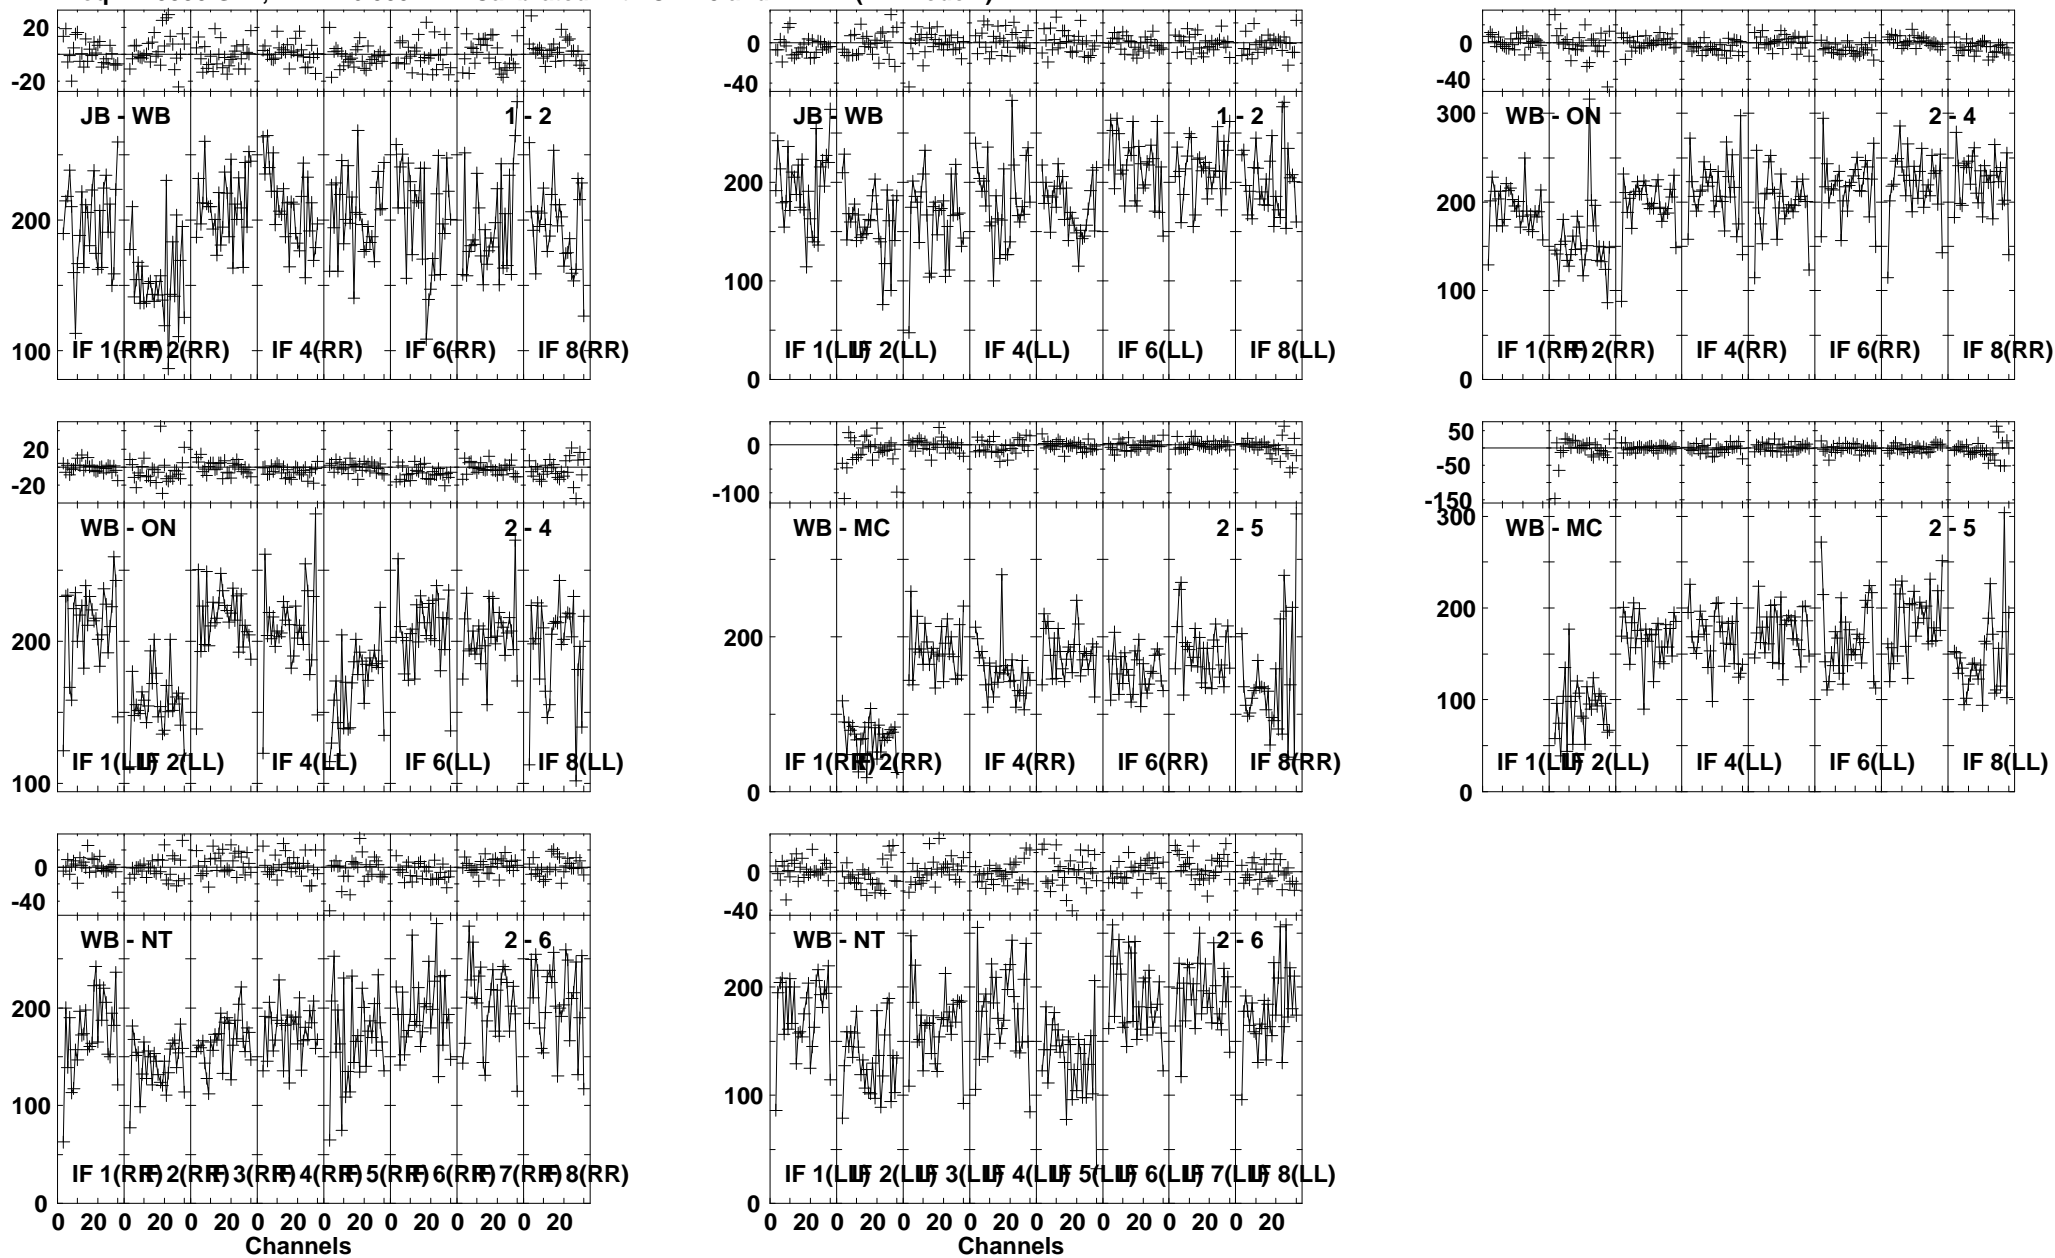 20
0
-20
JB - WB
1 - 2
200
100
IF 1(RR) IF 2(RR) IF 4(RR) IF 6(RR) IF 8(RR)
0
-40
JB - WB
1 - 2
200
100
0
IF 1(LL) IF 2(LL) IF 4(LL) IF 6(LL) IF 8(LL)
0
-40
WB - ON
2 - 4
300
200
100
0
IF 1(RR) IF 2(RR) IF 4(RR) IF 6(RR) IF 8(RR)
20
-20
WB - ON
2 - 4
200
100
IF 1(LL) IF 2(LL) IF 4(LL) IF 6(LL) IF 8(LL)
0
-100
WB - MC
2 - 5
200
0
IF 1(RR) IF 2(RR) IF 4(RR) IF 6(RR) IF 8(RR)
50
-50
-150
WB - MC
2 - 5
300
200
100
0
IF 1(LL) IF 2(LL) IF 4(LL) IF 6(LL) IF 8(LL)
0
-40
WB - NT
2 - 6
200
100
0
IF 1(RR) IF 2(RR) IF 3(RR) IF 4(RR) IF 5(RR) IF 6(RR) IF 7(RR) IF 8(RR)
0 20 0 20 0 20 0 20 0 20 0 20 0 20 0 20
Channels
0
-40
WB - NT
2 - 6
200
100
0
IF 1(LL) IF 2(LL) IF 3(LL) IF 4(LL) IF 5(LL) IF 6(LL) IF 7(LL) IF 8(LL)
0 20 0 20 0 20 0 20 0 20 0 20 0 20 0 20
Channels